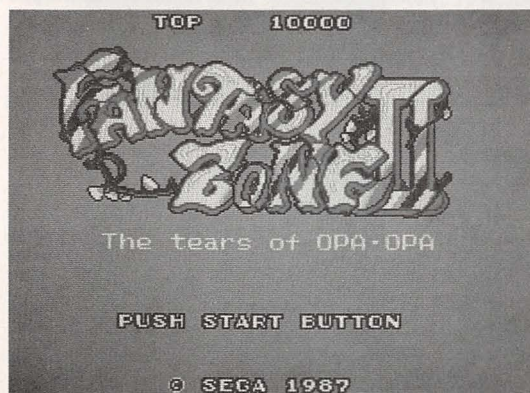 TOP 10000
FANTASY
ZONE II
The tears of OPA-OPA
PUSH START BUTTON
© SEGA 1987